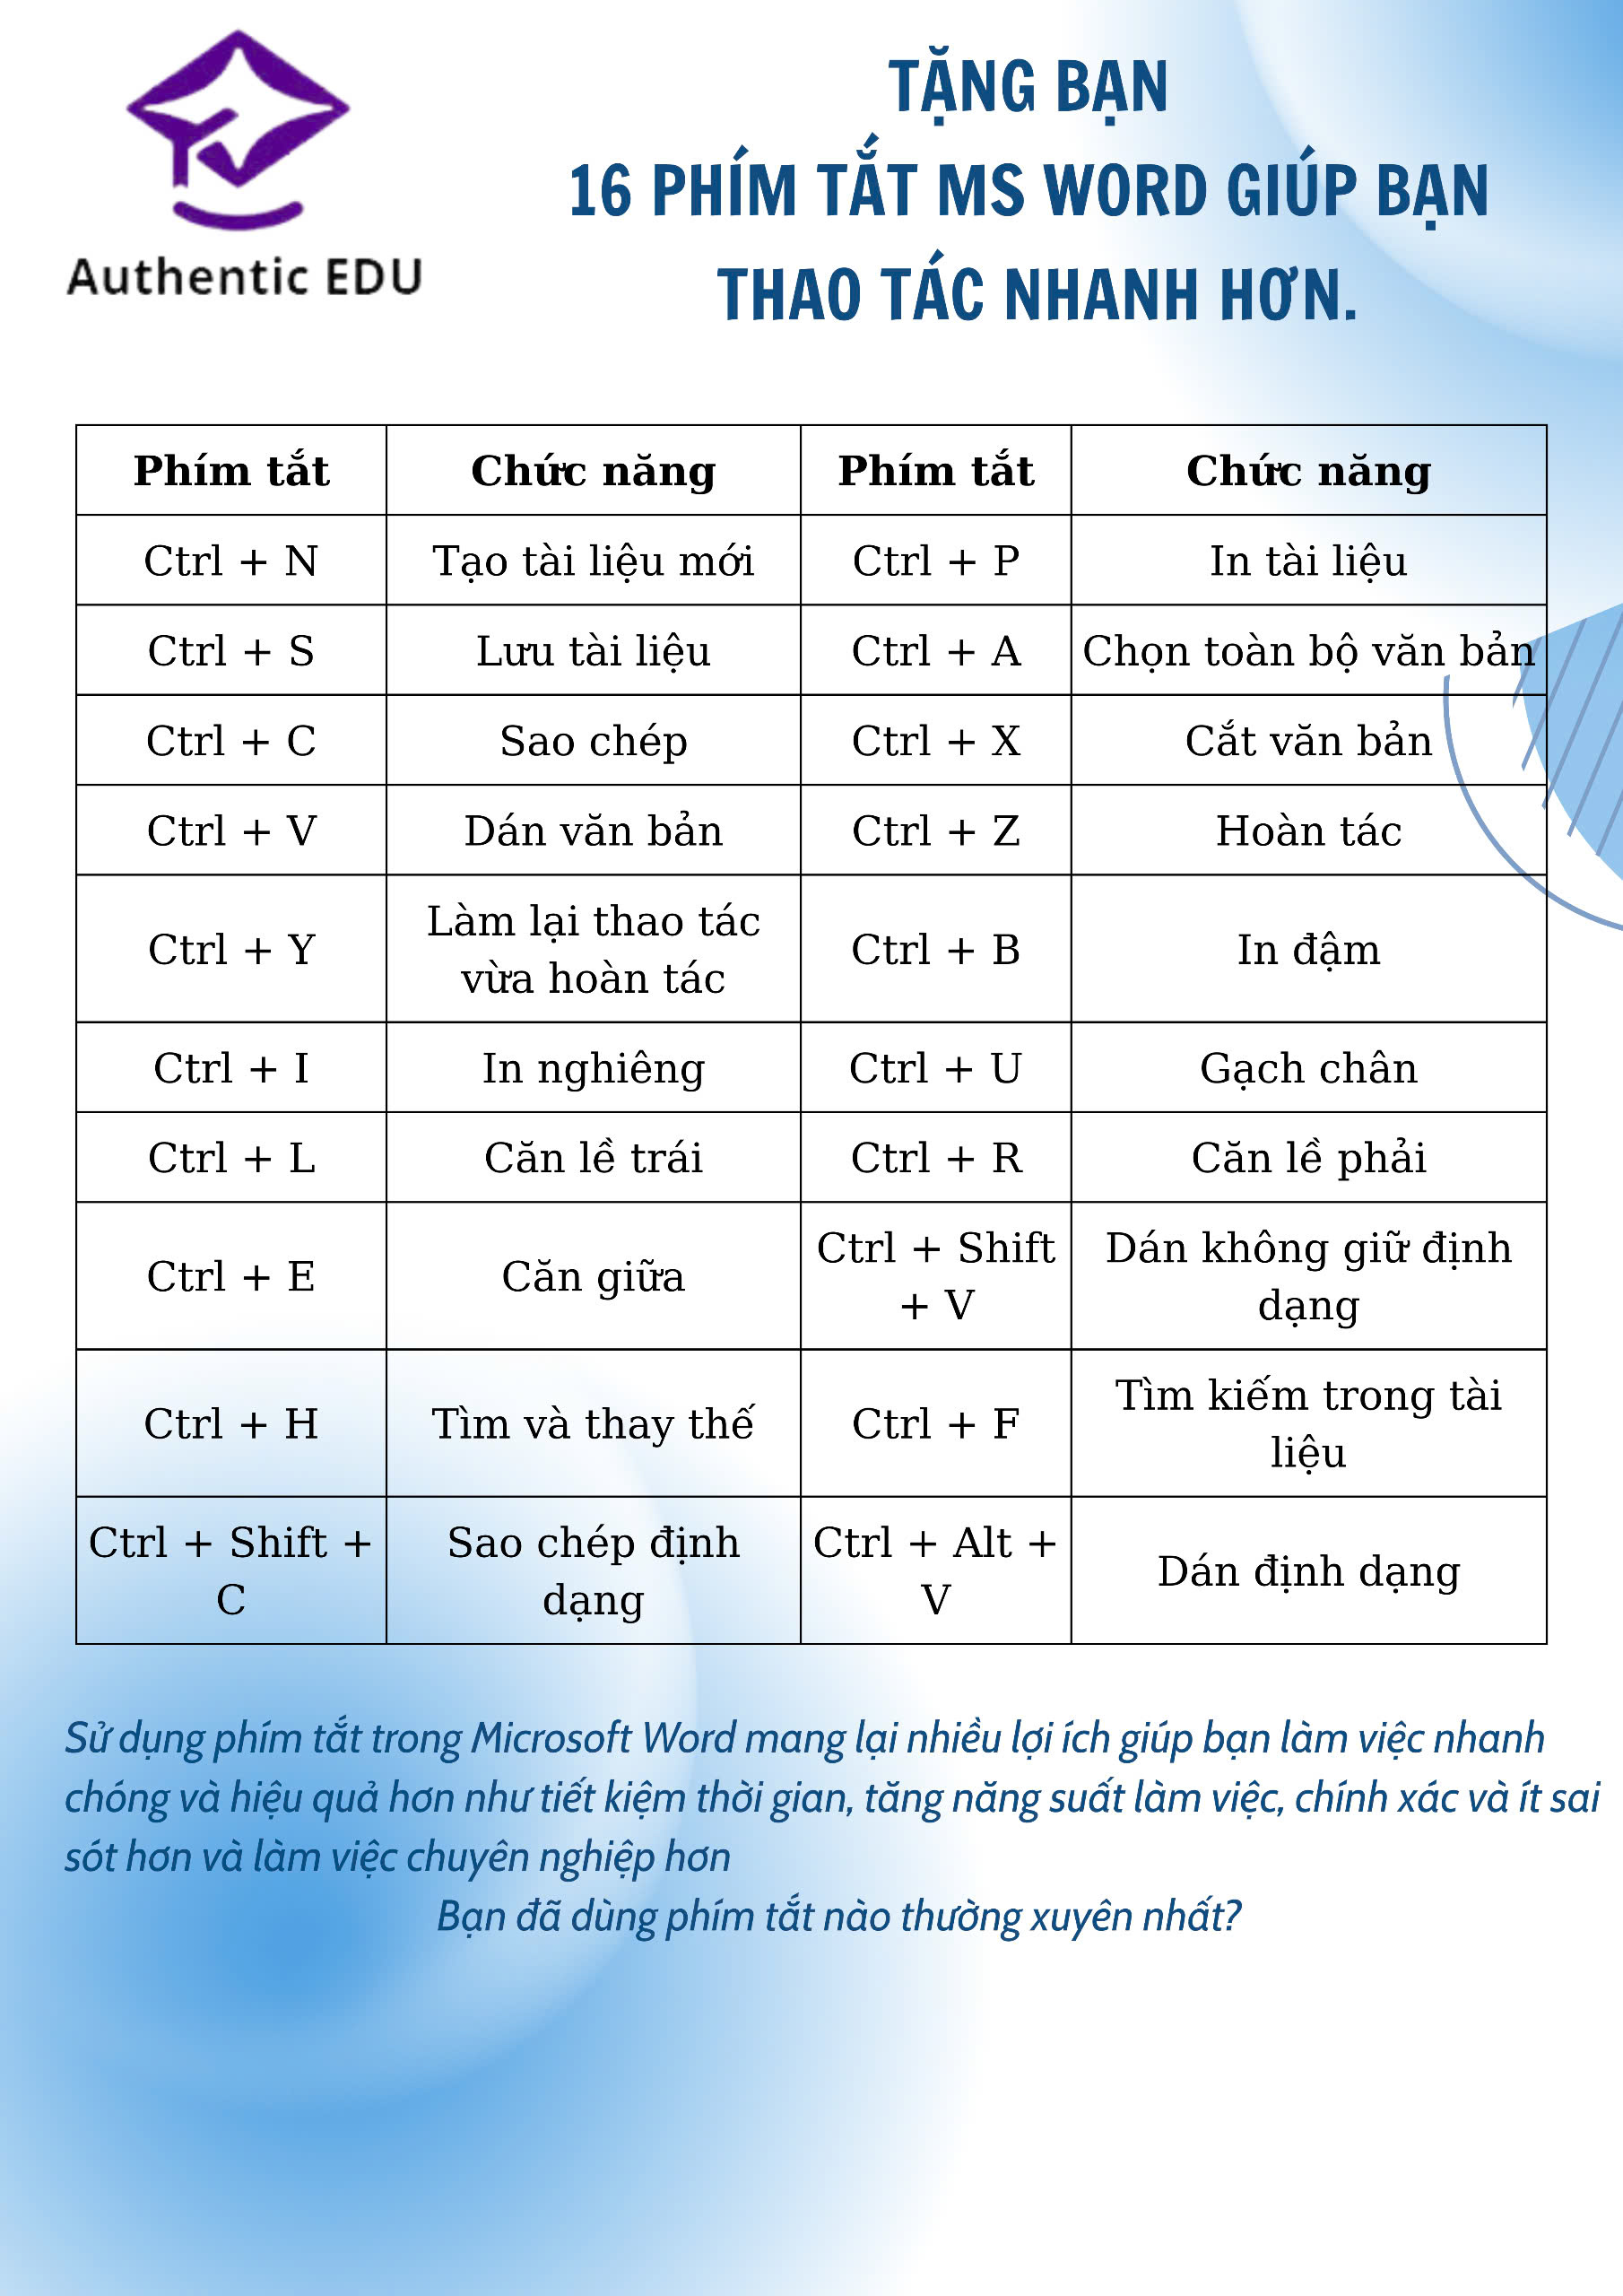 Authentic EDU
TẶNG BẠN
16 PHÍM TẮT MS WORD GIÚP BẠN
THAO TÁC NHANH HƠN.
Phím tắt Chức năng Phím tắt Chức năng
Ctrl + N Tạo tài liệu mới Ctrl + P In tài liệu
Ctrl + S Lưu tài liệu Ctrl + A Chọn toàn bộ văn bản
Ctrl + C Sao chép Ctrl + X Cắt văn bản
Ctrl + V Dán văn bản Ctrl + Z Hoàn tác
Ctrl + Y
Làm lại thao tác
vừa hoàn tác
Ctrl + B In đậm
Ctrl + I In nghiêng Ctrl + U Gạch chân
Ctrl + L Căn lề trái Ctrl + R Căn lề phải
Ctrl + E Căn giữa
Ctrl + Shift
+ V
Dán không giữ định
dạng
Ctrl + H Tìm và thay thế Ctrl + F
Tìm kiếm trong tài
liệu
Ctrl + Shift +
C
Sao chép định
dạng
Ctrl + Alt +
V
Dán định dạng
Sử dụng phím tắt trong Microsoft Word mang lại nhiều lợi ích giúp bạn làm việc nhanh
chóng và hiệu quả hơn như tiết kiệm thời gian, tăng năng suất làm việc, chính xác và ít sai
sót hơn và làm việc chuyên nghiệp hơn
Bạn đã dùng phím tắt nào thường xuyên nhất?